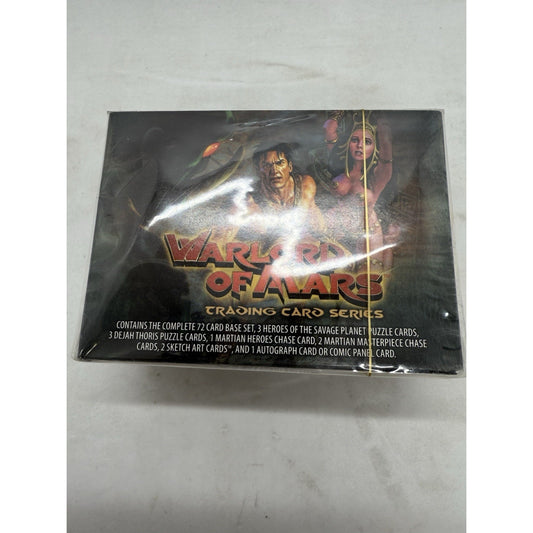 WARLORD
OF MARS
TRADING CARD SERIES
CONTAINS THE COMPLETE 72 CARD BASE SET, 3 HEROES OF THE SAVAGE PLANET PUZZLE CARDS,
3 DEJAH THORIS PUZZLE CARDS, 1 MARTIAN HEROES CHASE CARD, 2 MARTIAN MASTERPIECE CHASE
CARDS, 2 SKETCH ART CARDS™, AND 1 AUTOGRAPH CARD OR COMIC PANEL CARD.